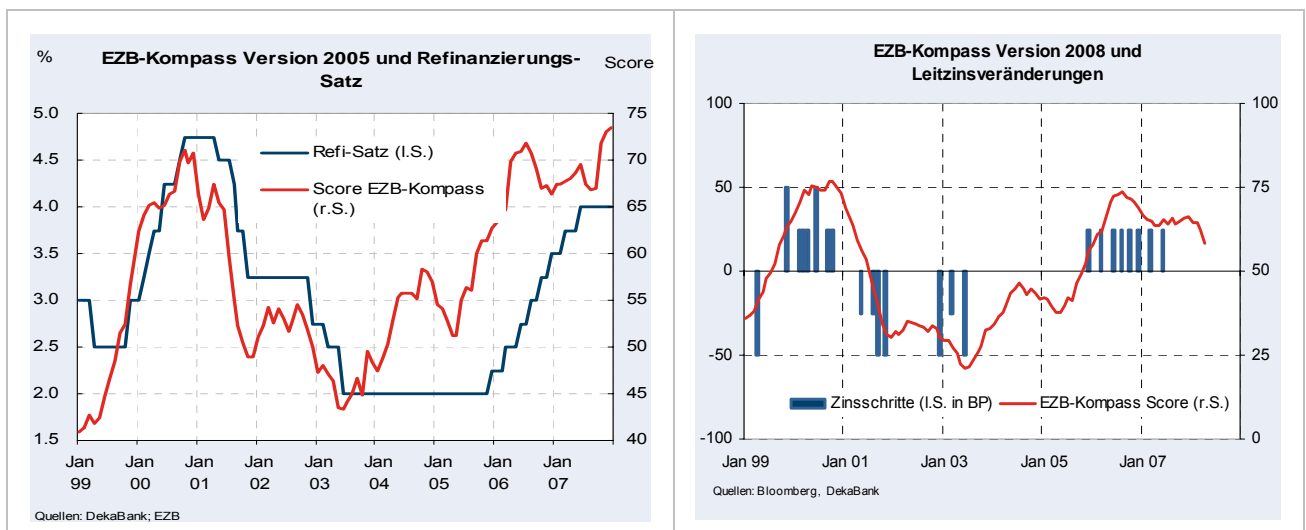 EZB-Kompass Version 2005 und Refinanzierungs-
Satz
%
Score
5.0
4.5
4.0
3.5
3.0
2.5
2.0
1.5
75
70
65
60
55
50
45
40
Refi-Satz (l.S.)
Score EZB-Kompass
(r.S.)
Jan Jan Jan Jan Jan Jan Jan Jan Jan
99 00 01 02 03 04 05 06 07
Quellen: DekaBank; EZB
EZB-Kompass Version 2008 und
Leitzinsveränderungen
100
50
0
-50
-100
100
75
50
25
0
Zinsschritte (l.S. in BP) EZB-Kompass Score (r.S.)
Jan 99 Jan 01 Jan 03 Jan 05 Jan 07
Quellen: Bloomberg, DekaBank